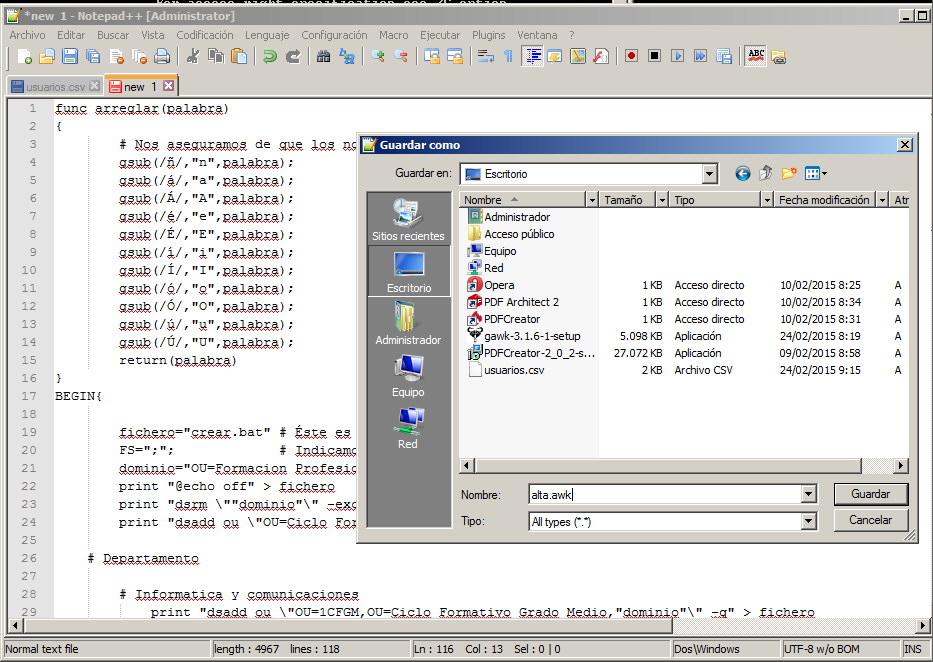 *new 1 - Notepad++ [Administrator]
Archivo Editar Buscar Vista Codificación Lenguaje Configuración Macro Ejecutar Plugins Ventana ?
usuarios.csv new 1
1 func arreglar(palabra)
2 {
3 # Nos aseguramos de que los no
4 gsub(/ñ/,"n",palabra);
5 gsub(/á/,"a",palabra);
6 gsub(/Á/,"A",palabra);
7 gsub(/é/,"e",palabra);
8 gsub(/É/,"E",palabra);
9 gsub(/í/,"i",palabra);
10 gsub(/Í/,"I",palabra);
11 gsub(/ó/,"o",palabra);
12 gsub(/Ó/,"O",palabra);
13 gsub(/ú/,"u",palabra);
14 gsub(/Ú/,"U",palabra);
15 return(palabra)
16 }
17 BEGIN{
18
19 fichero="crear.bat" # Éste es
20 FS=";"; # Indicamo
21 dominio="OU=Formacion Profesio
22 print "@echo off" > fichero
23 print "dsrm \""dominio"\" -exc
24 print "dsadd ou \"OU=Ciclo For
25
26 # Departamento
27
28 # Informatica y comunicaciones
29 print "dsadd ou \"OU=1CFGM,OU=Ciclo Formativo Grado Medio,"dominio"\" -q" > fichero
Guardar como
Guardar en: Escritorio
Sitios recientes
Escritorio
Administrador
Equipo
Red
Nombre Tamaño Tipo Fecha modificación Atr
Administrador
Acceso público
Equipo
Red
Opera 1 KB Acceso directo 10/02/2015 8:25 A
PDF Architect 2 1 KB Acceso directo 10/02/2015 8:34 A
PDFCreator 1 KB Acceso directo 10/02/2015 8:31 A
gawk-3.1.6-1-setup 5.098 KB Aplicación 24/02/2015 8:19 A
PDFCreator-2_0_2-s... 27.072 KB Aplicación 09/02/2015 8:58 A
usuarios.csv 2 KB Archivo CSV 24/02/2015 9:15 A
Nombre: alta.awk Guardar
Tipo: All types (*.*) Cancelar
Normal text file length : 4967 lines : 118 Ln : 116 Col : 13 Sel : 0 | 0 Dos\Windows UTF-8 w/o BOM INS